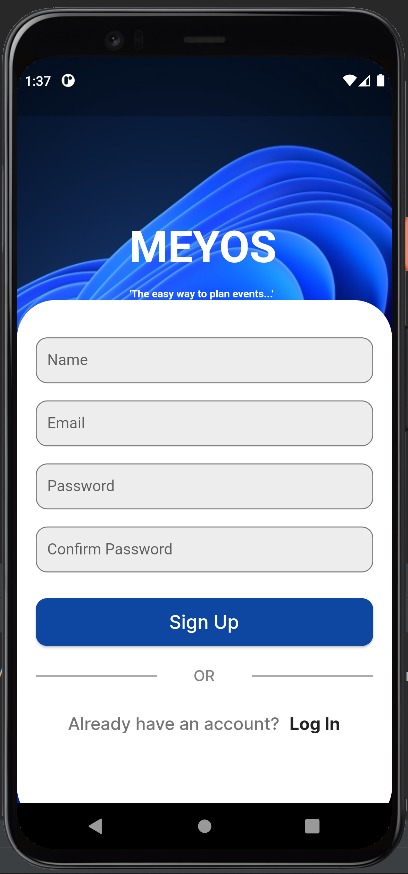 1:37
MEYOS
'The easy way to plan events...'
Name
Email
Password
Confirm Password
Sign Up
OR
Already have an account? Log In